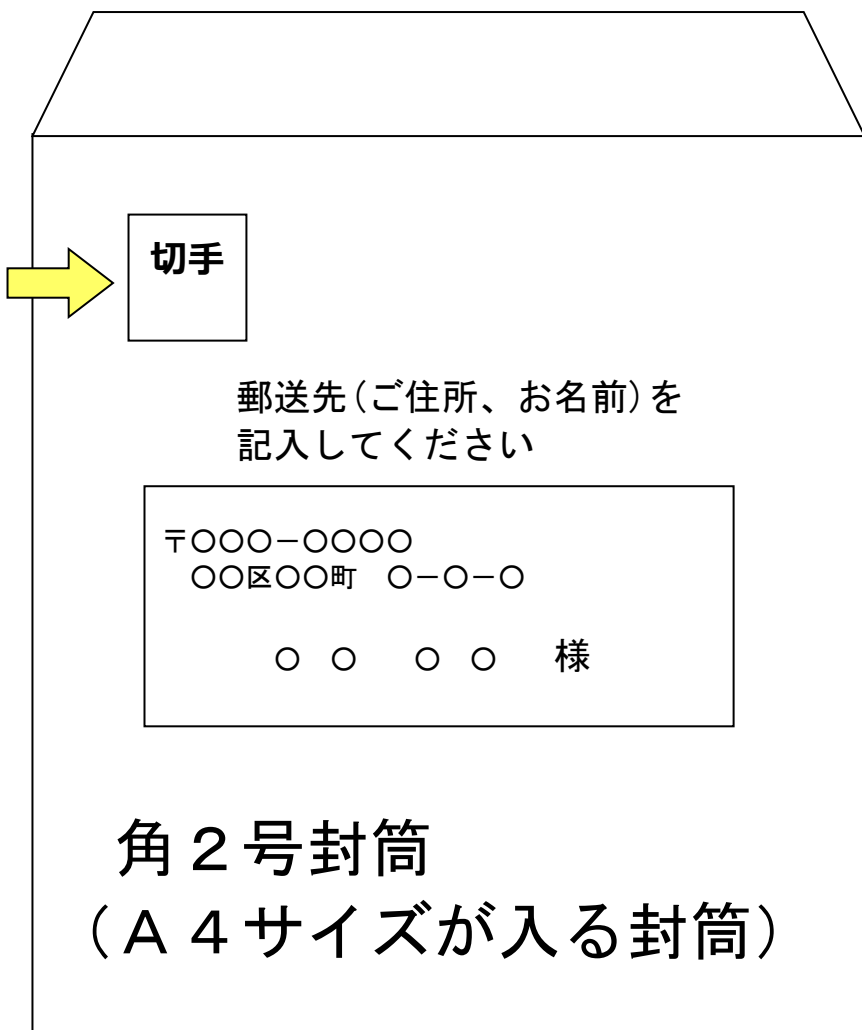 切手
郵送先(ご住所、お名前)を
記入してください
〒○○○－○○○○
○○区○○町　○－○－○
○　○　　○　○　　様
角２号封筒
（Ａ４サイズが入る封筒）